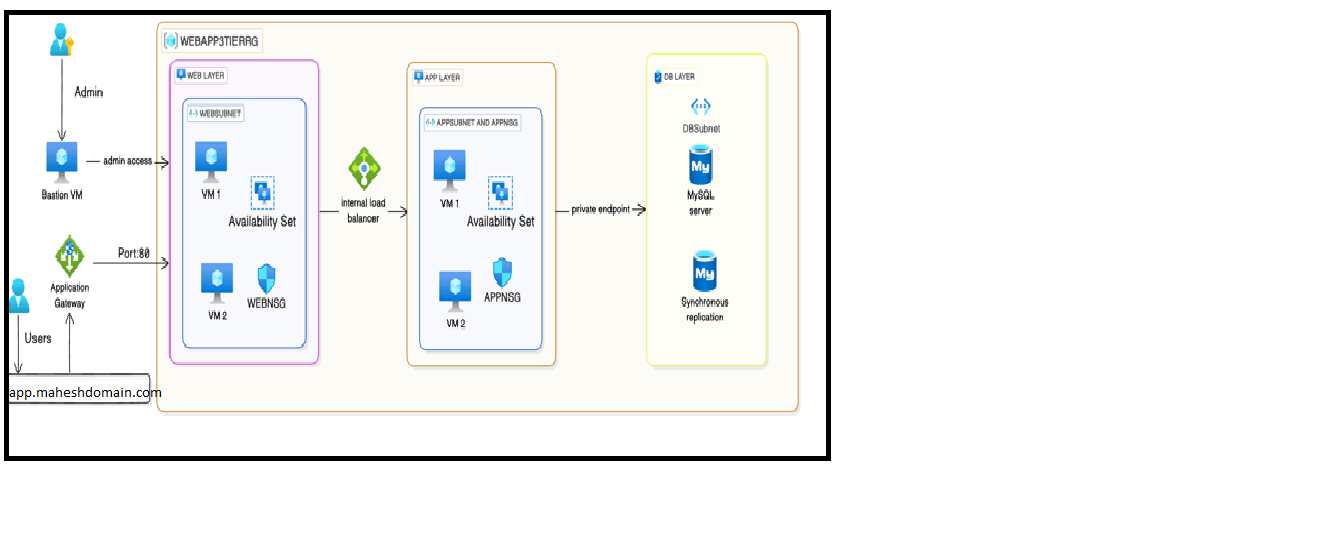 WEBAPP3TIERRG
WEB LAYER
APP LAYER
DB LAYER
Admin
WEBSUBNET
APPSUBNET AND APPNSG
DBSubnet
admin access
Bastion VM
VM 1
Availability Set
internal load
balancer
VM 1
Availability Set
private endpoint
My
MySQL
server
Port:80
Application
Gateway
VM 2
WEBNSG
VM 2
APPNSG
My
Synchronous
replication
Users
app.maheshdomain.com